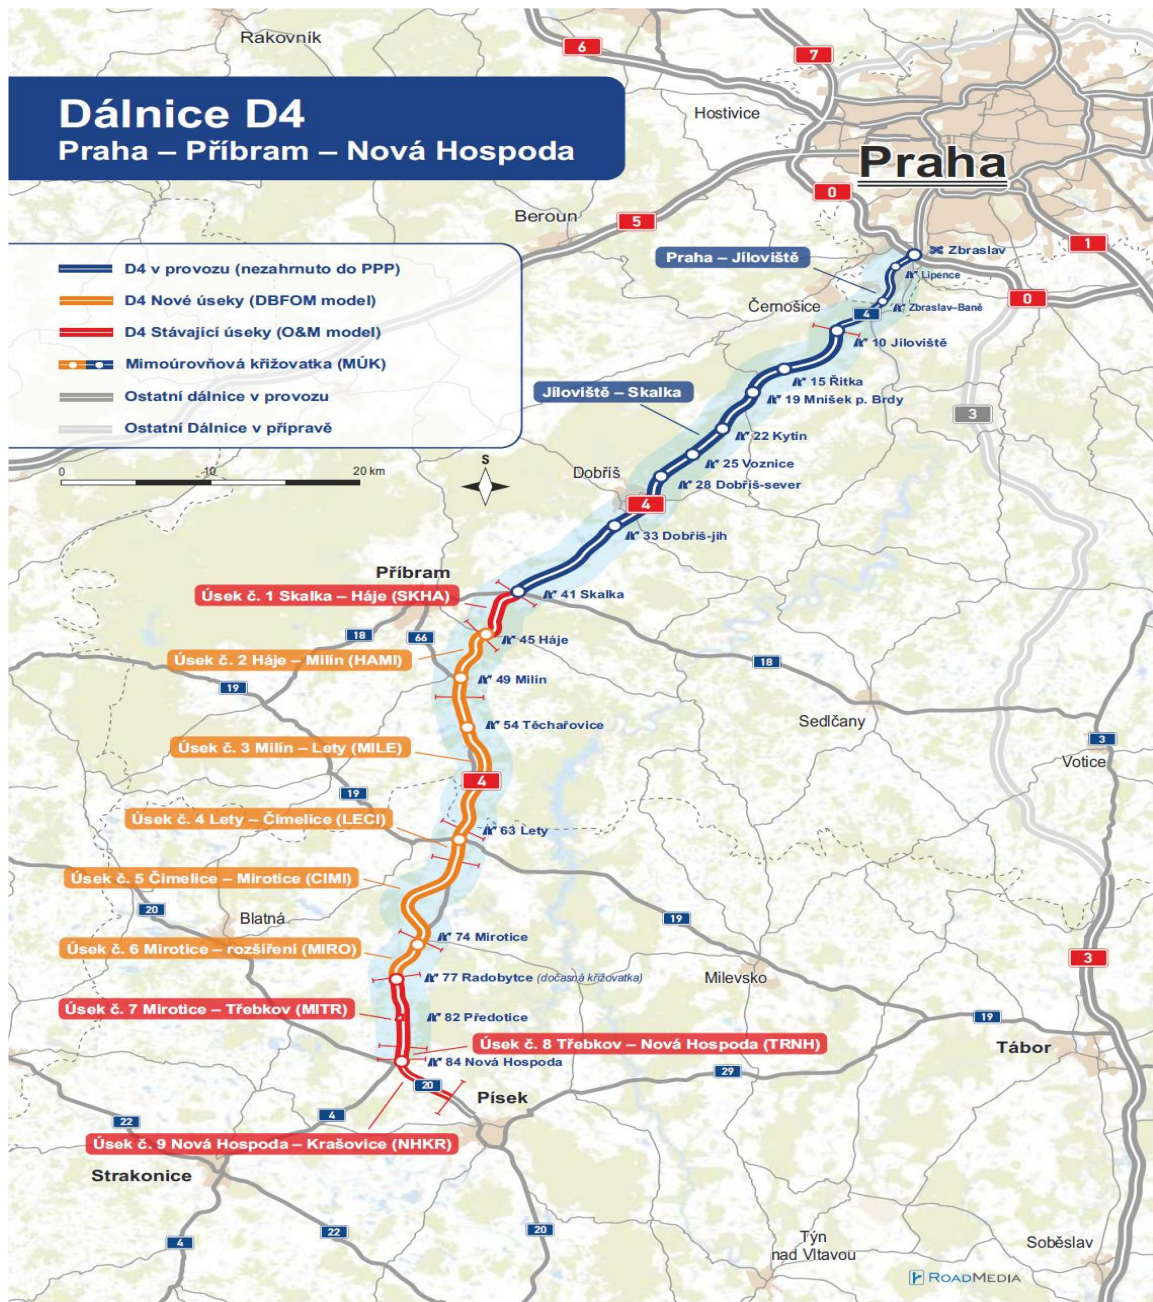 Rakovník
6
7
Hostivice
Dálnice D4
Praha – Příbram – Nová Hospoda
Praha
0
Beroun
5
1
Zbraslav
Praha – Jíloviště
Lipence
D4 v provozu (nezahrnuto do PPP)
D4 Nové úseky (DBFOM model)
D4 Stávající úseky (O&M model)
Mimoúrovňová křižovatka (MÚK)
Ostatní dálnice v provozu
Ostatní Dálnice v přípravě
0
Černošice
Zbraslav–Baně
4
10 Jíloviště
15 Řitka
Jíloviště – Skalka
19 Mníšek p. Brdy
3
22 Kytín
S
0 10 20 km
Dobříš
25 Voznice
28 Dobříš-sever
4
33 Dobříš-jih
Příbram
Úsek č. 1 Skalka – Háje (SKHA)
41 Skalka
18
66
45 Háje
Úsek č. 2 Háje – Milín (HAMI)
18
19
49 Milín
54 Těchařovice
Sedlčany
3
Úsek č. 3 Milín – Lety (MILE)
Votice
4
19
Úsek č. 4 Lety – Čimelice (LECI)
63 Lety
Úsek č. 5 Čimelice – Mirotice (CIMI)
20
Blatná
19
74 Mirotice
Úsek č. 6 Mirotice – rozšíření (MIRO)
3
77 Radobytce (dočasná křižovatka)
Milevsko
Úsek č. 7 Mirotice – Třebkov (MITR)
82 Předotice
19
Úsek č. 8 Třebkov – Nová Hospoda (TRNH)
Tábor
84 Nová Hospoda
29
20
Písek
22
4
Úsek č. 9 Nová Hospoda – Krašovice (NHKR)
Strakonice
22
20
4
Týn
nad Vltavou
Soběslav
ROADMEDIA